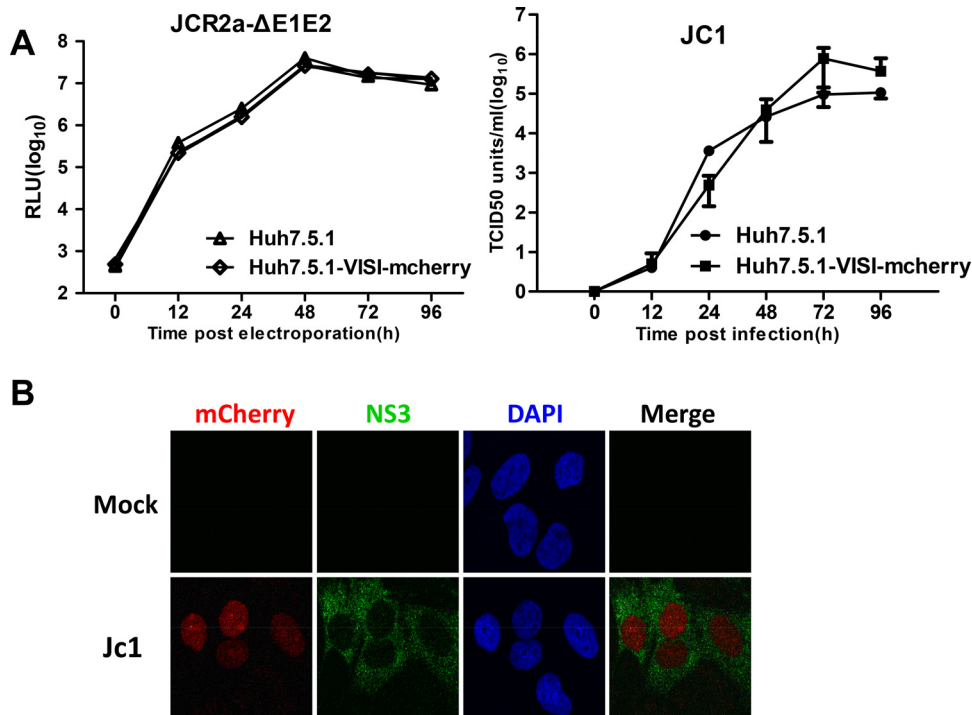 A
JCR2a-ΔE1E2
RLU(log10)
8
7
6
5
4
3
2
Huh7.5.1
Huh7.5.1-VISI-mcherry
0 12 24 48 72 96
Time post electroporation(h)
JC1
TCID50 units/ml(log10)
7
6
5
4
3
2
1
0
Huh7.5.1
Huh7.5.1-VISI-mcherry
0 12 24 48 72 96
Time post infection(h)
B
mCherry NS3 DAPI Merge
Mock
Jc1